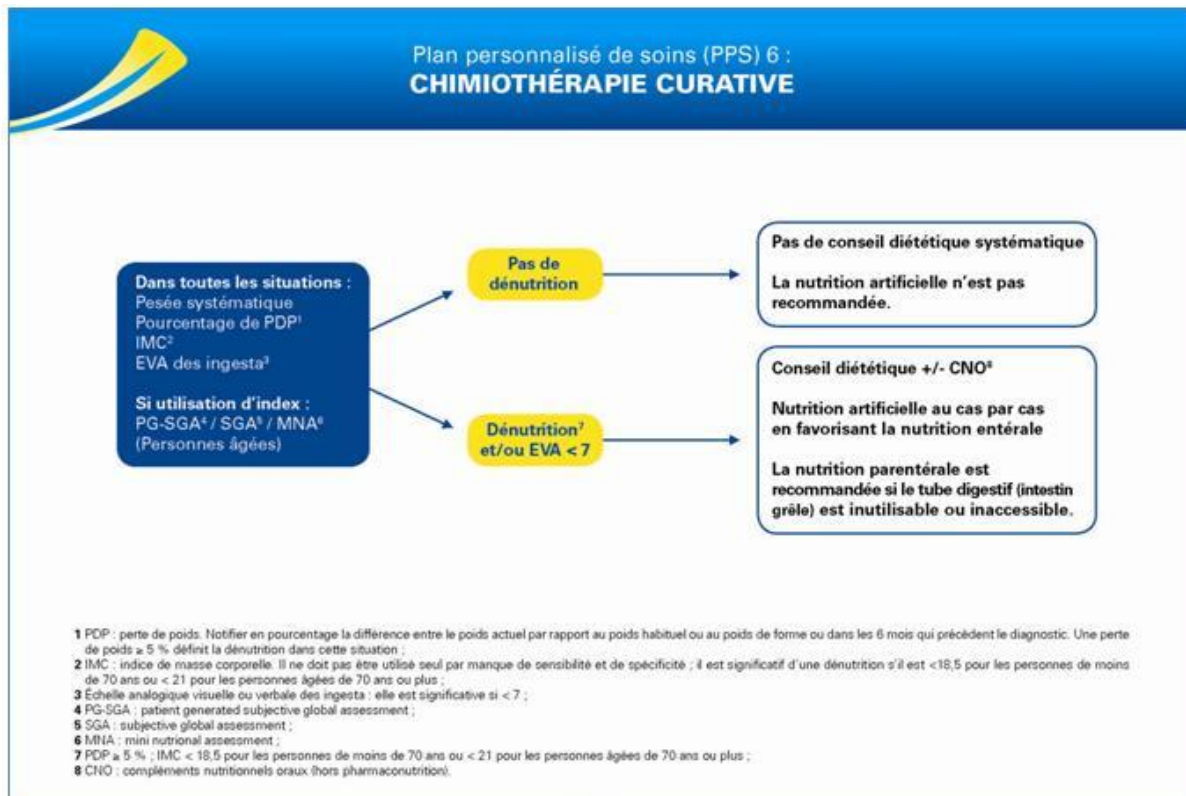 Plan personnalisé de soins (PPS) 6 :
CHIMIOTHÉRAPIE CURATIVE
Dans toutes les situations :
Pesée systématique
Pourcentage de PDP¹
IMC²
EVA des ingesta³
Si utilisation d'index :
PG-SGA⁴ / SGA⁵ / MNA⁶
(Personnes âgées)
Pas de
dénutrition
Pas de conseil diététique systématique
La nutrition artificielle n'est pas
recommandée.
Dénutrition⁷
et/ou EVA < 7
Conseil diététique +/- CNO⁸
Nutrition artificielle au cas par cas
en favorisant la nutrition entérale
La nutrition parentérale est
recommandée si le tube digestif (intestin
grêle) est inutilisable ou inaccessible.
1 PDP : perte de poids. Notifier en pourcentage la différence entre le poids actuel par rapport au poids habituel ou au poids de forme ou dans les 6 mois qui précèdent le diagnostic. Une perte
de poids ≥ 5 % définit la dénutrition dans cette situation ;
2 IMC : indice de masse corporelle. Il ne doit pas être utilisé seul par manque de sensibilité et de spécificité ; il est significatif d'une dénutrition s'il est <18,5 pour les personnes de moins
de 70 ans ou < 21 pour les personnes âgées de 70 ans ou plus ;
3 Échelle analogique visuelle ou verbale des ingesta : elle est significative si < 7 ;
4 PG-SGA : patient generated subjective global assessment ;
5 SGA : subjective global assessment ;
6 MNA : mini nutrional assessment ;
7 PDP ≥ 5 % ; IMC < 18,5 pour les personnes de moins de 70 ans ou < 21 pour les personnes âgées de 70 ans ou plus ;
8 CNO : compléments nutritionnels oraux (hors pharmaconutrition).